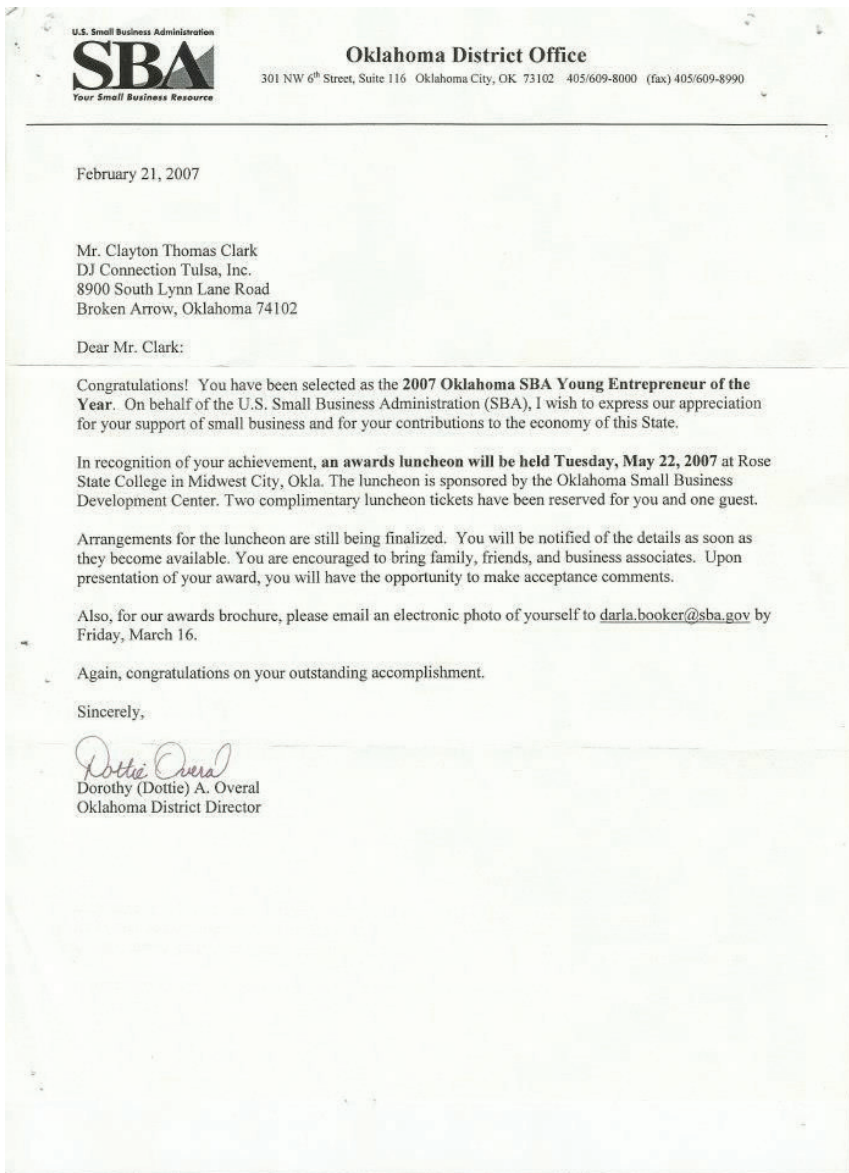 U.S. Small Business Administration
SBA
Your Small Business Resource
Oklahoma District Office
301 NW 6th Street, Suite 116 Oklahoma City, OK 73102 405/609-8000 (fax) 405/609-8990
February 21, 2007
Mr. Clayton Thomas Clark
DJ Connection Tulsa, Inc.
8900 South Lynn Lane Road
Broken Arrow, Oklahoma 74102
Dear Mr. Clark:
Congratulations! You have been selected as the 2007 Oklahoma SBA Young Entrepreneur of the
Year. On behalf of the U.S. Small Business Administration (SBA), I wish to express our appreciation
for your support of small business and for your contributions to the economy of this State.
In recognition of your achievement, an awards luncheon will be held Tuesday, May 22, 2007 at Rose
State College in Midwest City, Okla. The luncheon is sponsored by the Oklahoma Small Business
Development Center. Two complimentary luncheon tickets have been reserved for you and one guest.
Arrangements for the luncheon are still being finalized. You will be notified of the details as soon as
they become available. You are encouraged to bring family, friends, and business associates. Upon
presentation of your award, you will have the opportunity to make acceptance comments.
Also, for our awards brochure, please email an electronic photo of yourself to darla.booker@sba.gov by
Friday, March 16.
Again, congratulations on your outstanding accomplishment.
Sincerely,
Dottie Overal
Dorothy (Dottie) A. Overal
Oklahoma District Director